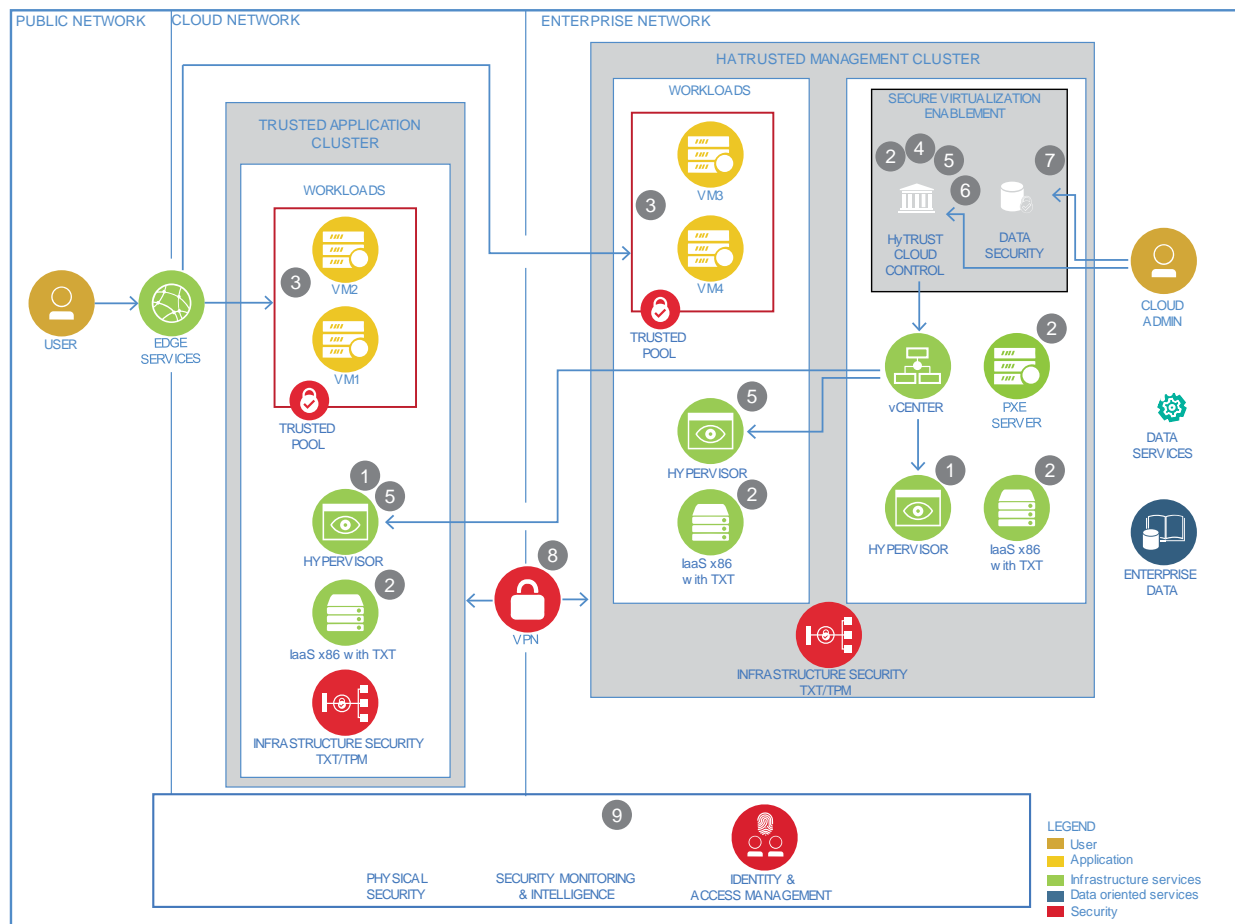 PUBLIC NETWORK
CLOUD NETWORK
ENTERPRISE NETWORK
HA TRUSTED MANAGEMENT CLUSTER
TRUSTED APPLICATION
CLUSTER
WORKLOADS
VM2
VM1
3
TRUSTED
POOL
1
5
HYPERVISOR
2
IaaS x86 with TXT
INFRASTRUCTURE SECURITY
TXT/TPM
USER
EDGE
SERVICES
8
VPN
WORKLOADS
VM3
3
VM4
TRUSTED
POOL
5
HYPERVISOR
2
IaaS x86
with TXT
SECURE VIRTUALIZATION
ENABLEMENT
2
4
5
6
7
HyTRUST
CLOUD
CONTROL
DATA
SECURITY
vCENTER
2
PXE
SERVER
1
HYPERVISOR
2
IaaS x86
with TXT
INFRASTRUCTURE SECURITY
TXT/TPM
CLOUD
ADMIN
DATA
SERVICES
ENTERPRISE
DATA
9
PHYSICAL
SECURITY
SECURITY MONITORING
& INTELLIGENCE
IDENTITY &
ACCESS MANAGEMENT
LEGEND
User
Application
Infrastructure services
Data oriented services
Security